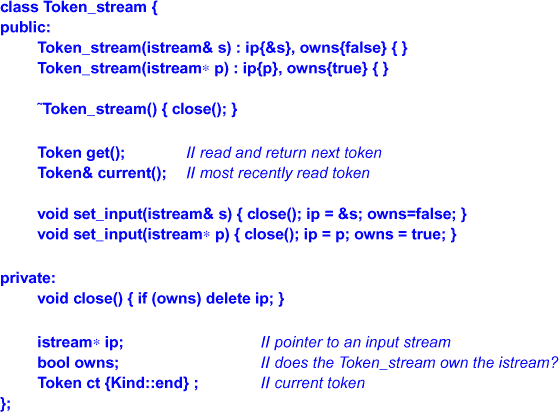 class Token_stream {
public:
Token_stream(istream& s) : ip{&s}, owns{false} { }
Token_stream(istream∗ p) : ip{p}, owns{true} { }
˜Token_stream() { close(); }
Token get(); // read and return next token
Token& current(); // most recently read token
void set_input(istream& s) { close(); ip = &s; owns=false; }
void set_input(istream∗ p) { close(); ip = p; owns = true; }
private:
void close() { if (owns) delete ip; }
istream∗ ip; // pointer to an input stream
bool owns; // does the Token_stream own the istream?
Token ct {Kind::end} ; // current token
};